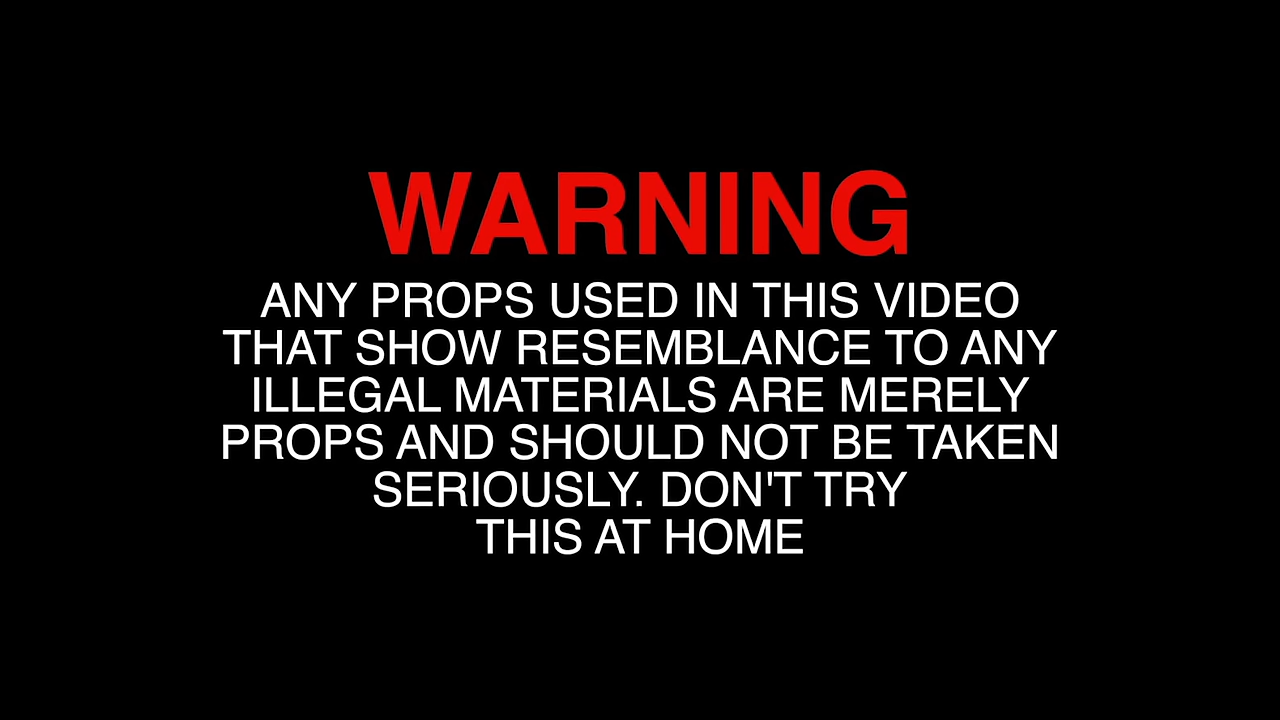 WARNING
ANY PROPS USED IN THIS VIDEO
THAT SHOW RESEMBLANCE TO ANY
ILLEGAL MATERIALS ARE MERELY
PROPS AND SHOULD NOT BE TAKEN
SERIOUSLY. DON'T TRY
THIS AT HOME